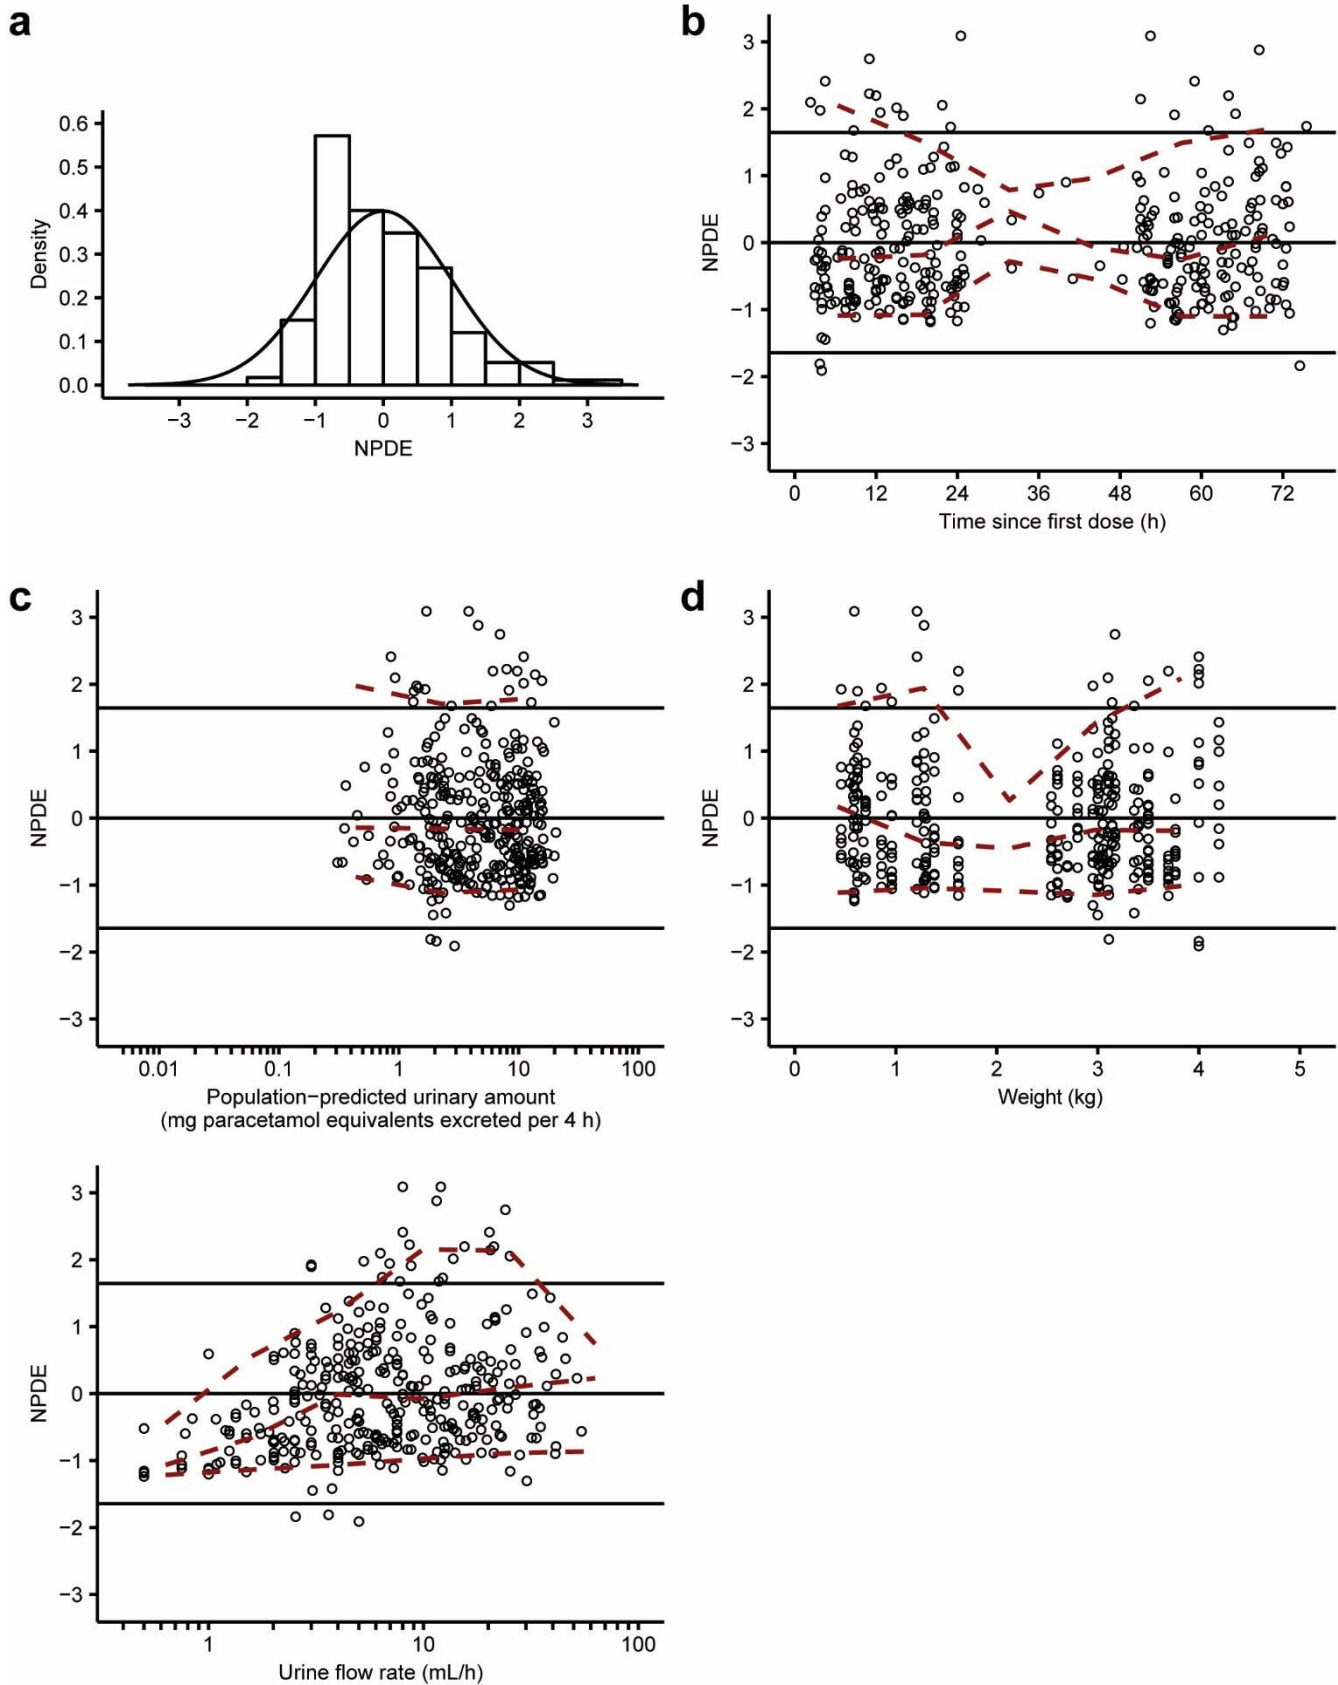 a
0.6
0.5
0.4
0.3
0.2
0.1
0.0
Density
−3 −2 −1 0 1 2 3
NPDE
b
3
2
1
0
−1
−2
−3
NPDE
0 12 24 36 48 60 72
Time since first dose (h)
c
3
2
1
0
−1
−2
−3
NPDE
0.01 0.1 1 10 100
Population−predicted urinary amount
(mg paracetamol equivalents excreted per 4 h)
d
3
2
1
0
−1
−2
−3
NPDE
0 1 2 3 4 5
Weight (kg)
3
2
1
0
−1
−2
−3
NPDE
1 10 100
Urine flow rate (mL/h)